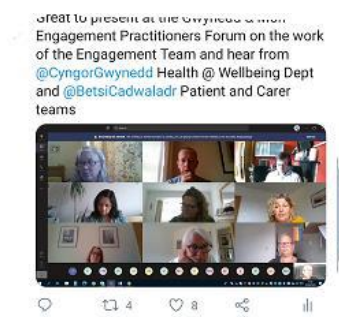 Great to present at the Gwynedd & Môn
Engagement Practitioners Forum on the work
of the Engagement Team and hear from
@CyngorGwynedd Health @ Wellbeing Dept
and @BetsiCadwaladr Patient and Carer
teams
4
8